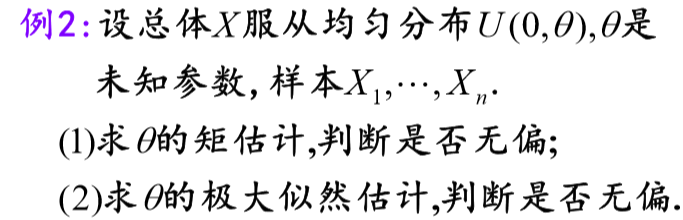 例2:设总体X服从均匀分布U(0,θ),θ是
未知参数,样本X₁,⋯,Xₙ.
(1)求θ的矩估计,判断是否无偏;
(2)求θ的极大似然估计,判断是否无偏.